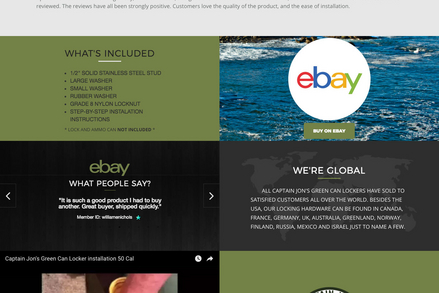 reviewed. The reviews have all been strongly positive. Customers love the quality of the product, and the ease of installation.
WHAT'S INCLUDED
1/2" SOLID STAINLESS STEEL STUD
LARGE WASHER
SMALL WASHER
RUBBER WASHER
GRADE 8 NYLON LOCKNUT
STEP-BY-STEP INSTALATION
INSTRUCTIONS
* LOCK AND AMMO CAN NOT INCLUDED *
ebay
BUY ON EBAY
ebay
WHAT PEOPLE SAY?
"It is such a good product I had to buy
another. Great buyer, shipped quickly."
Member ID: williamenichols
WE'RE GLOBAL
ALL CAPTAIN JON'S GREEN CAN LOCKERS HAVE SOLD TO
SATISFIED CUSTOMERS ALL OVER THE WORLD. BESIDES THE
USA, OUR LOCKING HARDWARE CAN BE FOUND IN CANADA,
FRANCE, GERMANY, UK, AUSTRALIA, GREENLAND, NORWAY,
FINLAND, RUSSIA, MEXICO AND ISRAEL JUST TO NAME A FEW.
Captain Jon's Green Can Locker installation 50 Cal